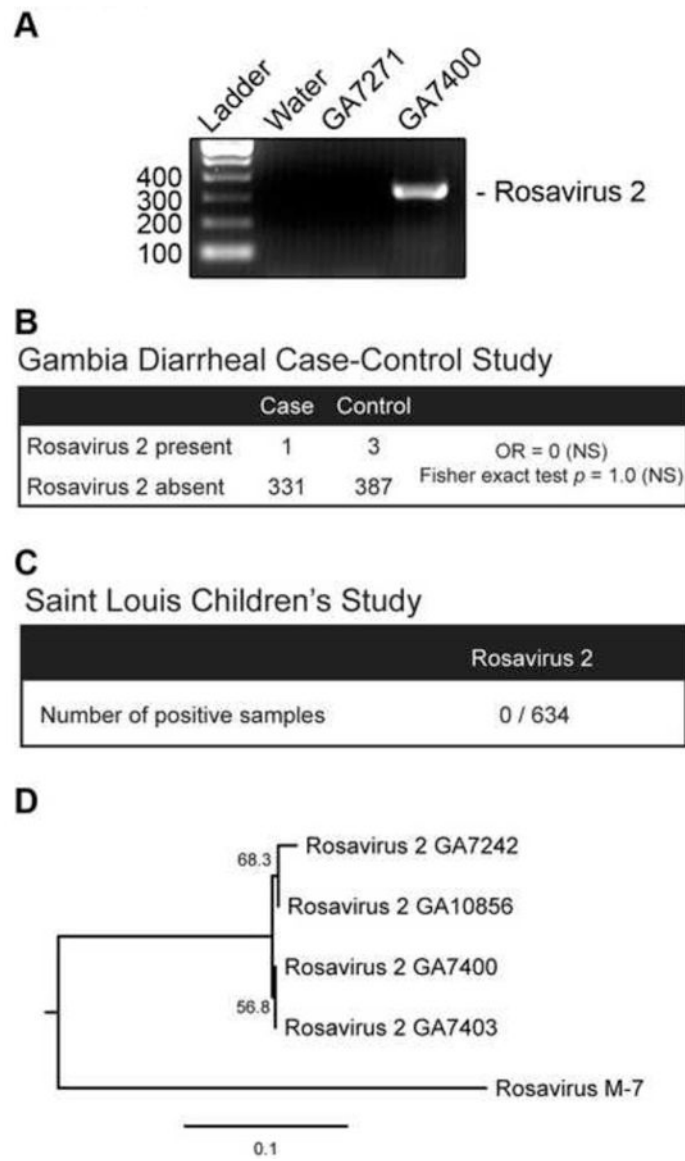 A
Ladder
Water
GA7271
GA7400
400
300
200
100
- Rosavirus 2
B
Gambia Diarrheal Case-Control Study
Case Control
Rosavirus 2 present 1 3
OR = 0 (NS)
Fisher exact test p = 1.0 (NS)
Rosavirus 2 absent 331 387
C
Saint Louis Children's Study
Rosavirus 2
Number of positive samples 0 / 634
D
68.3
Rosavirus 2 GA7242
Rosavirus 2 GA10856
Rosavirus 2 GA7400
56.8
Rosavirus 2 GA7403
Rosavirus M-7
0.1